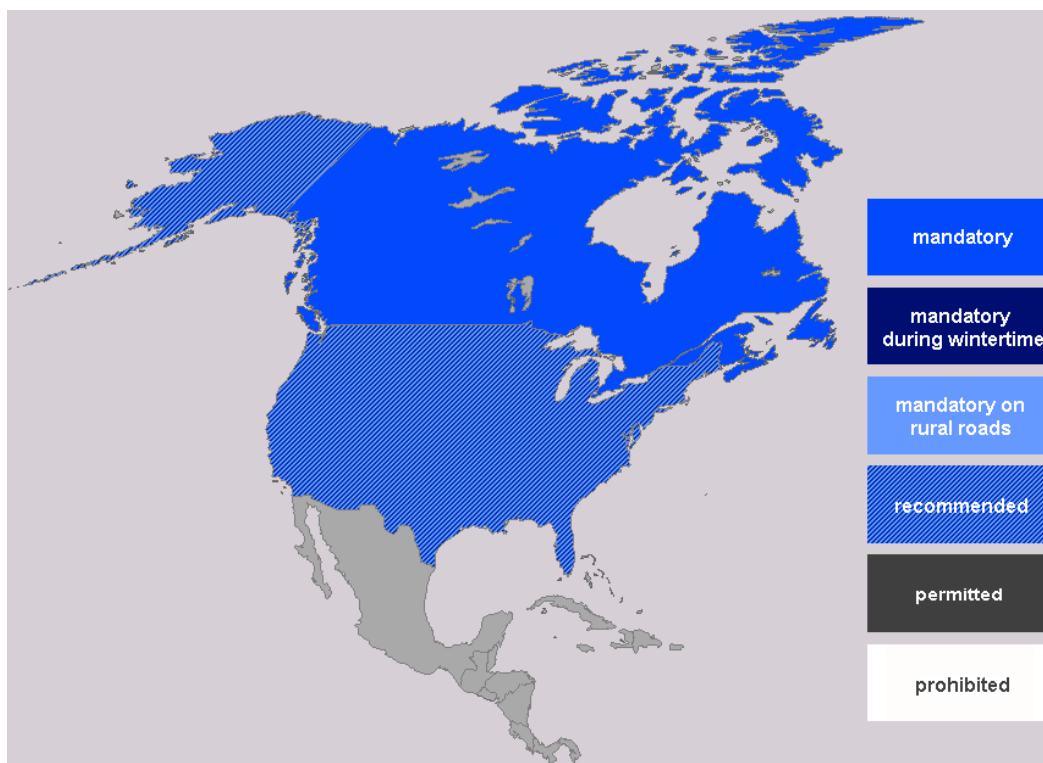 mandatory
mandatory
during wintertime
mandatory on
rural roads
recommended
permitted
prohibited